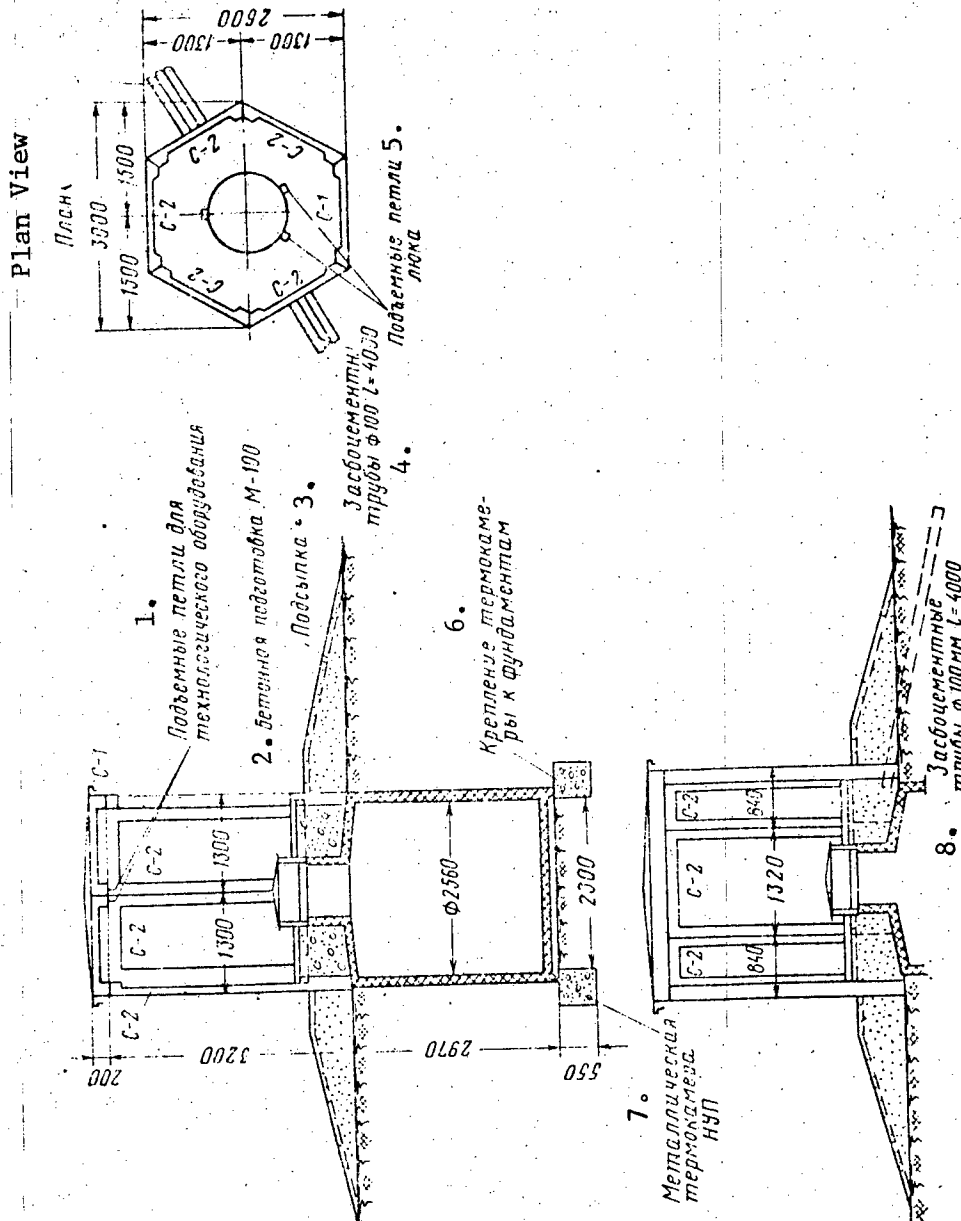 Plan View
План
3000
1500
1500
2600
1300
1300
С-2
С-2
С-2
С-2
С-2
С-1
Подъемные петли 5.
люка
Засбоцементн.
трубы ф100 l=4000
4.
1.
Подъемные петли для
технологического оборудования
2. Бетонная подготовка М-100
Подсыпка 3.
С-1
С-2
С-2
С-2
1300
1300
200
3200
2970
550
ф2560
2300
6.
Крепление термокаме-
ры к фундаментам
7.
Металлическая
термокамера
НУП
С-2
С-2
С-2
840
1320
840
8.
Засбоцементные
трубы ф100мм l=4000